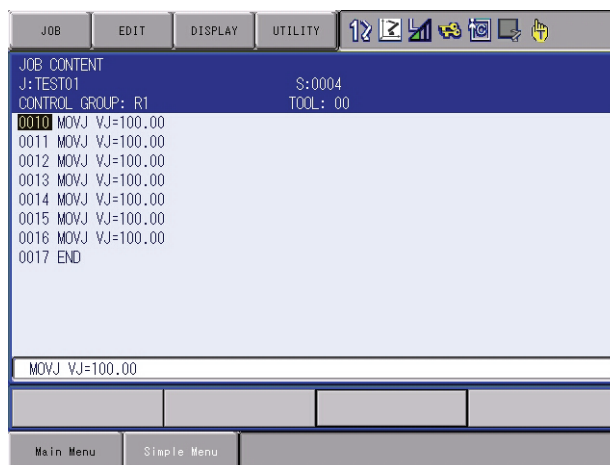 JOB EDIT DISPLAY UTILITY
JOB CONTENT
J:TEST01 S:0004
CONTROL GROUP: R1 TOOL: 00
0010 MOVJ VJ=100.00
0011 MOVJ VJ=100.00
0012 MOVJ VJ=100.00
0013 MOVJ VJ=100.00
0014 MOVJ VJ=100.00
0015 MOVJ VJ=100.00
0016 MOVJ VJ=100.00
0017 END
MOVJ VJ=100.00
Main Menu Simple Menu